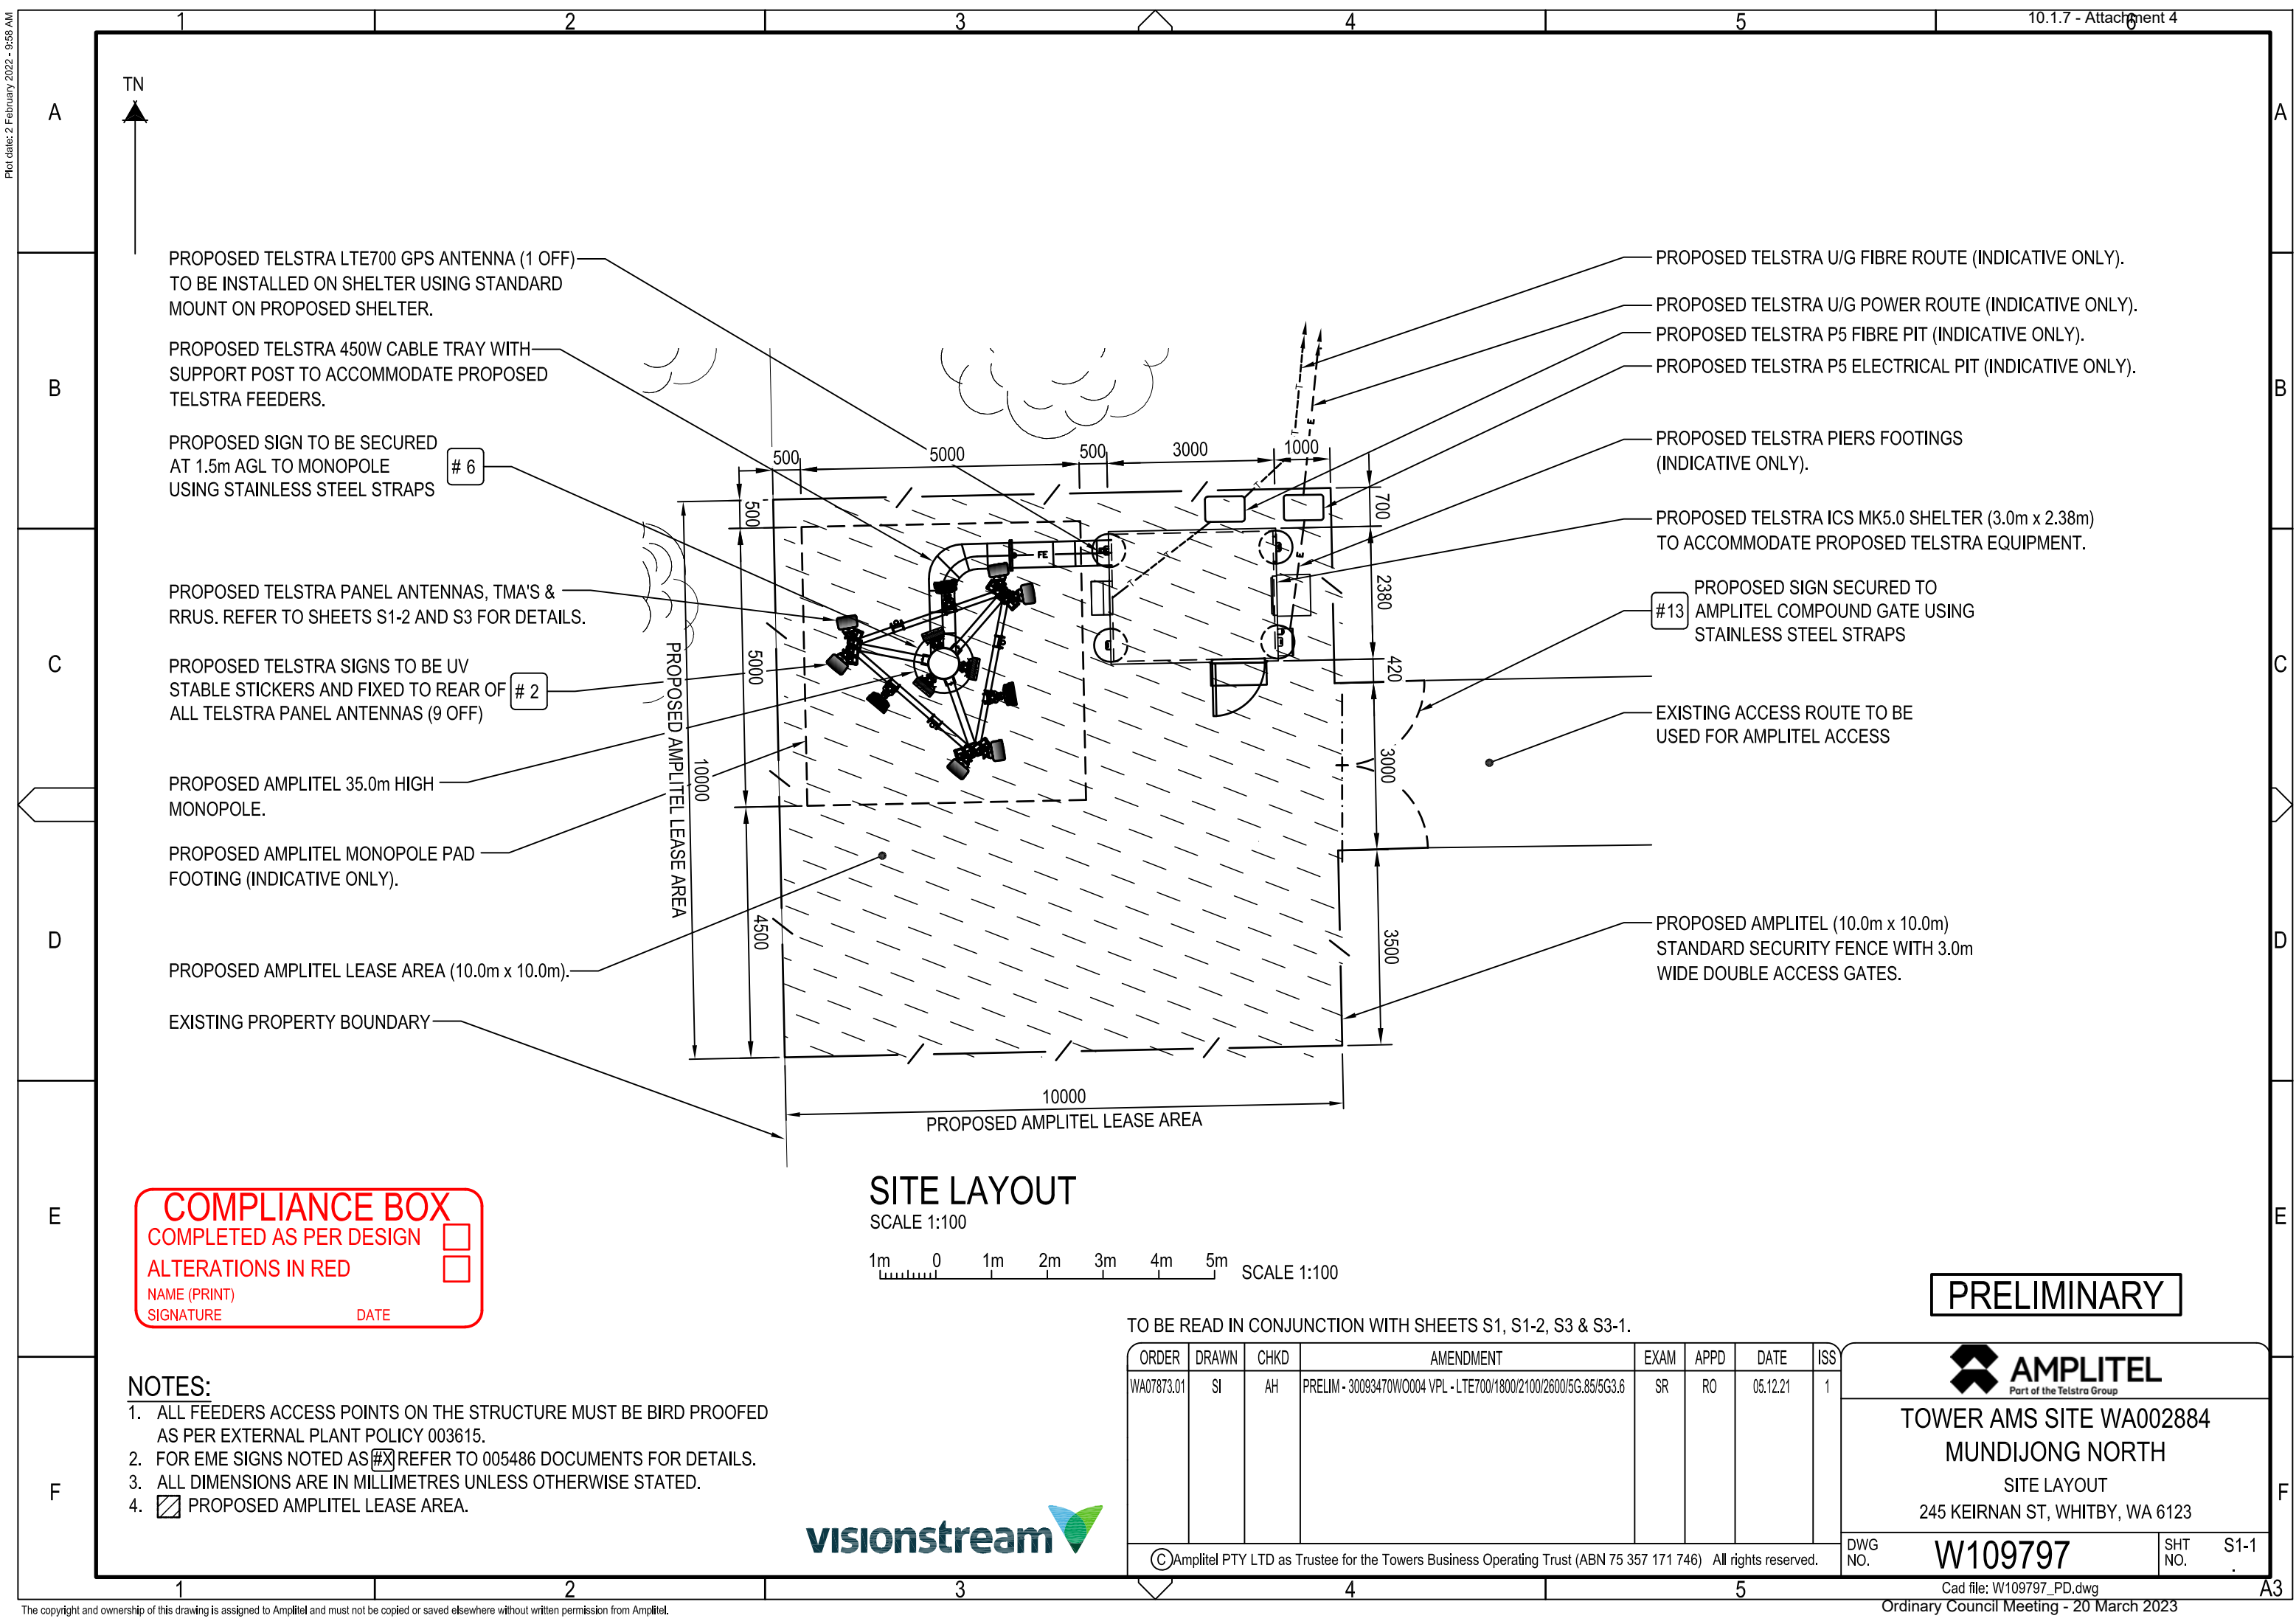 10.1.7 - Attachment 4
1 2 3 4 5 6
Plot date: 2 February 2022 - 9:58 AM
A
B
C
D
E
F
A
B
C
D
E
F
TN
PROPOSED TELSTRA LTE700 GPS ANTENNA (1 OFF)
TO BE INSTALLED ON SHELTER USING STANDARD
MOUNT ON PROPOSED SHELTER.
PROPOSED TELSTRA 450W CABLE TRAY WITH
SUPPORT POST TO ACCOMMODATE PROPOSED
TELSTRA FEEDERS.
PROPOSED SIGN TO BE SECURED
AT 1.5m AGL TO MONOPOLE
USING STAINLESS STEEL STRAPS
# 6
PROPOSED TELSTRA PANEL ANTENNAS, TMA'S &
RRUS. REFER TO SHEETS S1-2 AND S3 FOR DETAILS.
PROPOSED TELSTRA SIGNS TO BE UV
STABLE STICKERS AND FIXED TO REAR OF
ALL TELSTRA PANEL ANTENNAS (9 OFF)
# 2
PROPOSED AMPLITEL 35.0m HIGH
MONOPOLE.
PROPOSED AMPLITEL MONOPOLE PAD
FOOTING (INDICATIVE ONLY).
PROPOSED AMPLITEL LEASE AREA (10.0m x 10.0m).
EXISTING PROPERTY BOUNDARY
500
5000
500
3000
1000
500
5000
4500
10000
PROPOSED AMPLITEL LEASE AREA
700
2380
420
3000
3500
FE
T
T
T
T
E
E
E
10000
PROPOSED AMPLITEL LEASE AREA
PROPOSED TELSTRA U/G FIBRE ROUTE (INDICATIVE ONLY).
PROPOSED TELSTRA U/G POWER ROUTE (INDICATIVE ONLY).
PROPOSED TELSTRA P5 FIBRE PIT (INDICATIVE ONLY).
PROPOSED TELSTRA P5 ELECTRICAL PIT (INDICATIVE ONLY).
PROPOSED TELSTRA PIERS FOOTINGS
(INDICATIVE ONLY).
PROPOSED TELSTRA ICS MK5.0 SHELTER (3.0m x 2.38m)
TO ACCOMMODATE PROPOSED TELSTRA EQUIPMENT.
#13
PROPOSED SIGN SECURED TO
AMPLITEL COMPOUND GATE USING
STAINLESS STEEL STRAPS
EXISTING ACCESS ROUTE TO BE
USED FOR AMPLITEL ACCESS
PROPOSED AMPLITEL (10.0m x 10.0m)
STANDARD SECURITY FENCE WITH 3.0m
WIDE DOUBLE ACCESS GATES.
SITE LAYOUT
SCALE 1:100
1m 0 1m 2m 3m 4m 5m SCALE 1:100
COMPLIANCE BOX
COMPLETED AS PER DESIGN
ALTERATIONS IN RED
NAME (PRINT)
SIGNATURE DATE
NOTES:
1. ALL FEEDERS ACCESS POINTS ON THE STRUCTURE MUST BE BIRD PROOFED
AS PER EXTERNAL PLANT POLICY 003615.
2. FOR EME SIGNS NOTED AS #X REFER TO 005486 DOCUMENTS FOR DETAILS.
3. ALL DIMENSIONS ARE IN MILLIMETRES UNLESS OTHERWISE STATED.
4. PROPOSED AMPLITEL LEASE AREA.
visionstream
PRELIMINARY
TO BE READ IN CONJUNCTION WITH SHEETS S1, S1-2, S3 & S3-1.
ORDER DRAWN CHKD AMENDMENT EXAM APPD DATE ISS
WA07873.01 SI AH PRELIM - 30093470WO004 VPL - LTE700/1800/2100/2600/5G.85/5G3.6 SR RO 05.12.21 1
© Amplitel PTY LTD as Trustee for the Towers Business Operating Trust (ABN 75 357 171 746) All rights reserved.
AMPLITEL
Part of the Telstra Group
TOWER AMS SITE WA002884
MUNDIJONG NORTH
SITE LAYOUT
245 KEIRNAN ST, WHITBY, WA 6123
DWG NO. W109797 SHT NO. S1-1
.
1 2 3 4 5
Cad file: W109797_PD.dwg
A3
The copyright and ownership of this drawing is assigned to Amplitel and must not be copied or saved elsewhere without written permission from Amplitel.
Ordinary Council Meeting - 20 March 2023